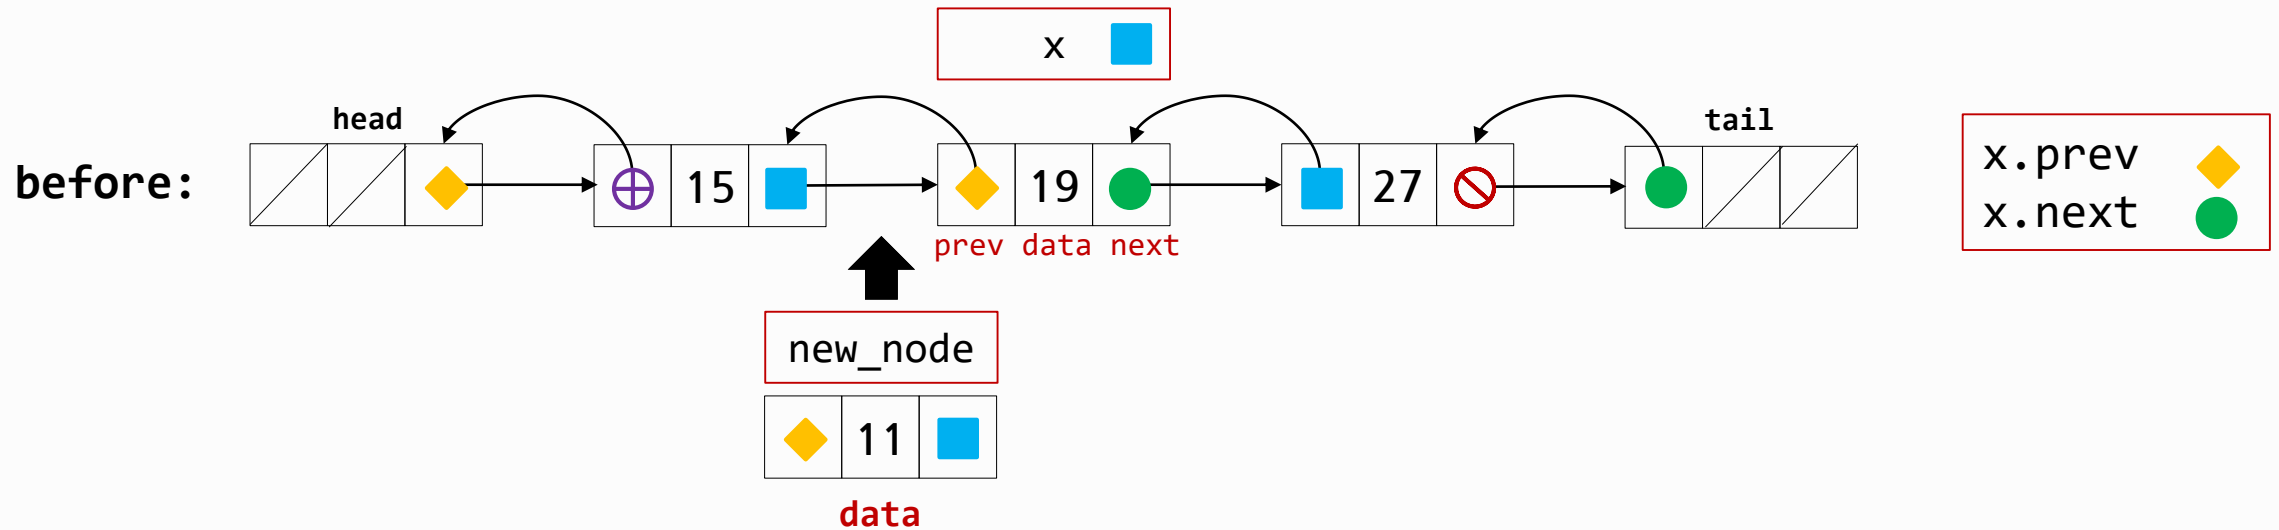 x
head
tail
before:
15
19
27
prev data next
x.prev
x.next
new_node
11
data